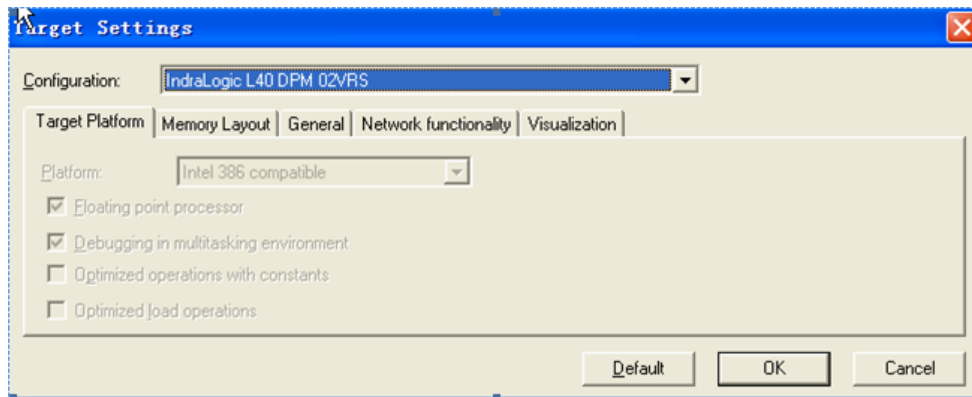 Target Settings
Configuration: IndraLogic L40 DPM 02VRS
Target Platform Memory Layout General Network functionality Visualization
Platform: Intel 386 compatible
Floating point processor
Debugging in multitasking environment
Optimized operations with constants
Optimized load operations
Default OK Cancel